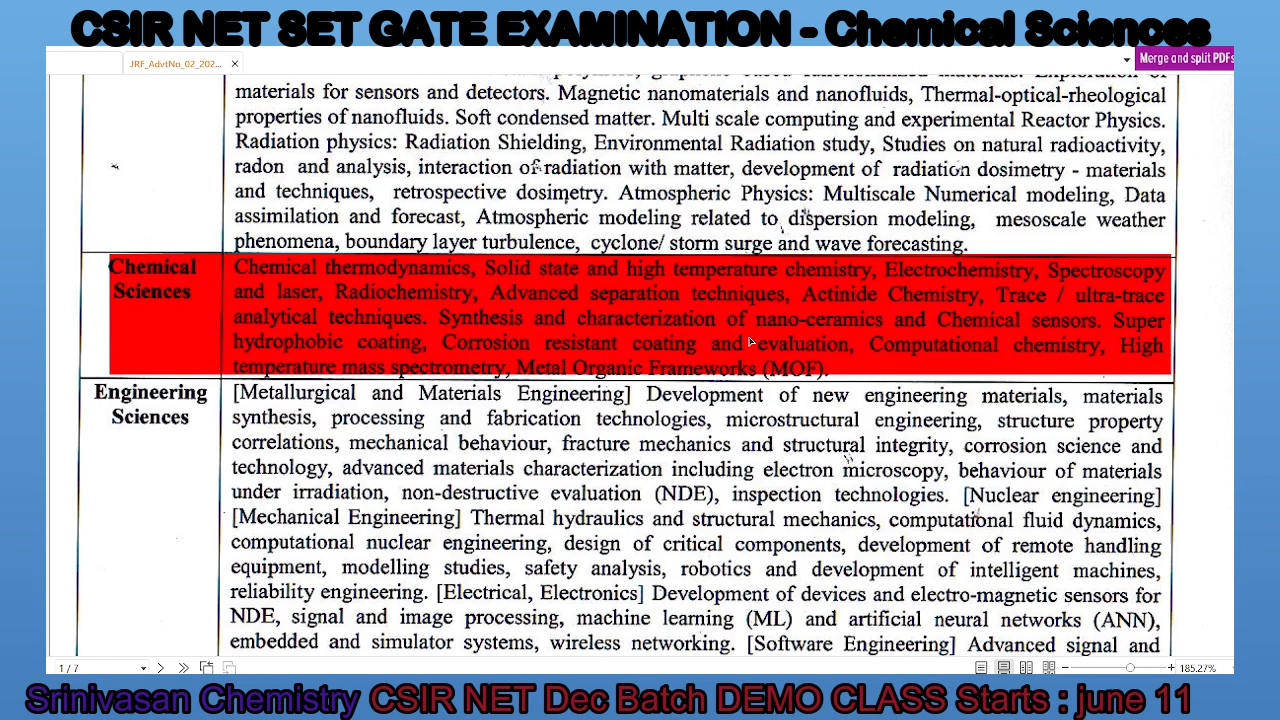 CSIR NET SET GATE EXAMINATION - Chemical Sciences
JRF_AdvtNo_02_202... ×
Merge and split PDFs
materials for sensors and detectors. Magnetic nanomaterials and nanofluids, Thermal-optical-rheological
properties of nanofluids. Soft condensed matter. Multi scale computing and experimental Reactor Physics.
Radiation physics: Radiation Shielding, Environmental Radiation study, Studies on natural radioactivity,
radon and analysis, interaction of radiation with matter, development of radiation dosimetry - materials
and techniques, retrospective dosimetry. Atmospheric Physics: Multiscale Numerical modeling, Data
assimilation and forecast, Atmospheric modeling related to dispersion modeling, mesoscale weather
phenomena, boundary layer turbulence, cyclone/ storm surge and wave forecasting.
Chemical Sciences
Chemical thermodynamics, Solid state and high temperature chemistry, Electrochemistry, Spectroscopy
and laser, Radiochemistry, Advanced separation techniques, Actinide Chemistry, Trace / ultra-trace
analytical techniques. Synthesis and characterization of nano-ceramics and Chemical sensors. Super
hydrophobic coating, Corrosion resistant coating and evaluation, Computational chemistry, High
temperature mass spectrometry, Metal Organic Frameworks (MOF).
Engineering Sciences
[Metallurgical and Materials Engineering] Development of new engineering materials, materials
synthesis, processing and fabrication technologies, microstructural engineering, structure property
correlations, mechanical behaviour, fracture mechanics and structural integrity, corrosion science and
technology, advanced materials characterization including electron microscopy, behaviour of materials
under irradiation, non-destructive evaluation (NDE), inspection technologies. [Nuclear engineering]
[Mechanical Engineering] Thermal hydraulics and structural mechanics, computational fluid dynamics,
computational nuclear engineering, design of critical components, development of remote handling
equipment, modelling studies, safety analysis, robotics and development of intelligent machines,
reliability engineering. [Electrical, Electronics] Development of devices and electro-magnetic sensors for
NDE, signal and image processing, machine learning (ML) and artificial neural networks (ANN),
embedded and simulator systems, wireless networking. [Software Engineering] Advanced signal and
1 / 7
185.27%
Srinivasan Chemistry CSIR NET Dec Batch DEMO CLASS Starts : june 11